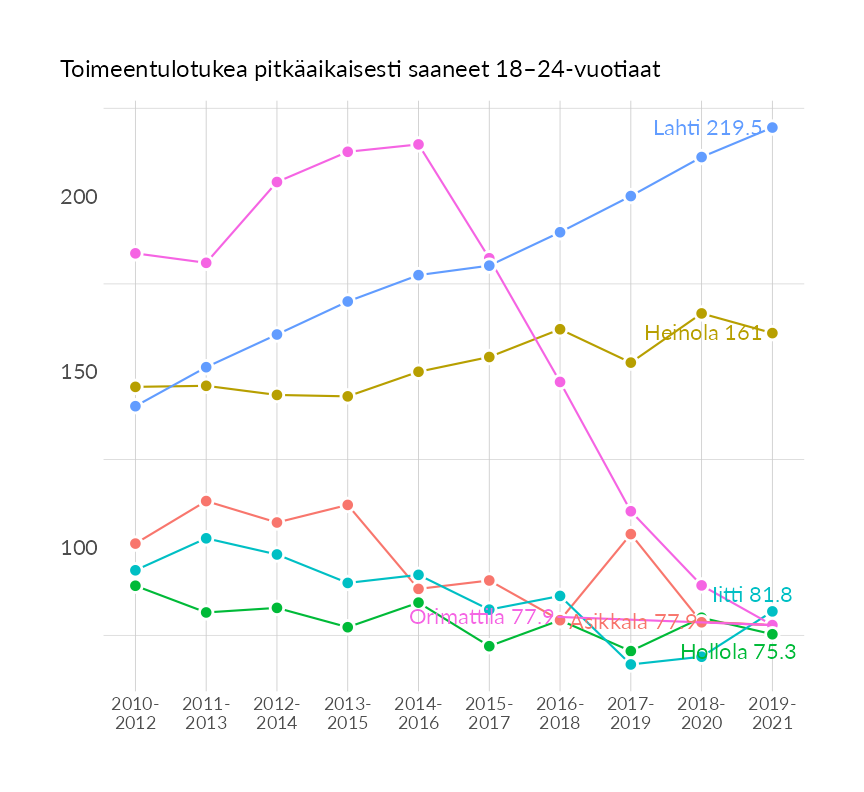 Toimeentulotukea pitkäaikaisesti saaneet 18–24-vuotiaat
Lahti 219.5
200
Heinola 161
150
100
Iitti 81.8
Orimattila 77.9
Asikkala 77.9
Hollola 75.3
2010- 2011- 2012- 2013- 2014- 2015- 2016- 2017- 2018- 2019-
2012 2013 2014 2015 2016 2017 2018 2019 2020 2021